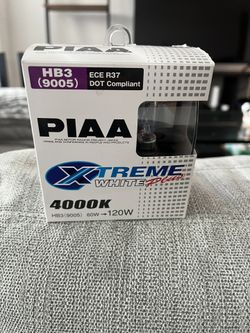 HB3
(9005)
ECE R37
DOT Compliant
PIAA
XTREME
WHITE Plus
4000K
HB3 (9005) 60W→120W